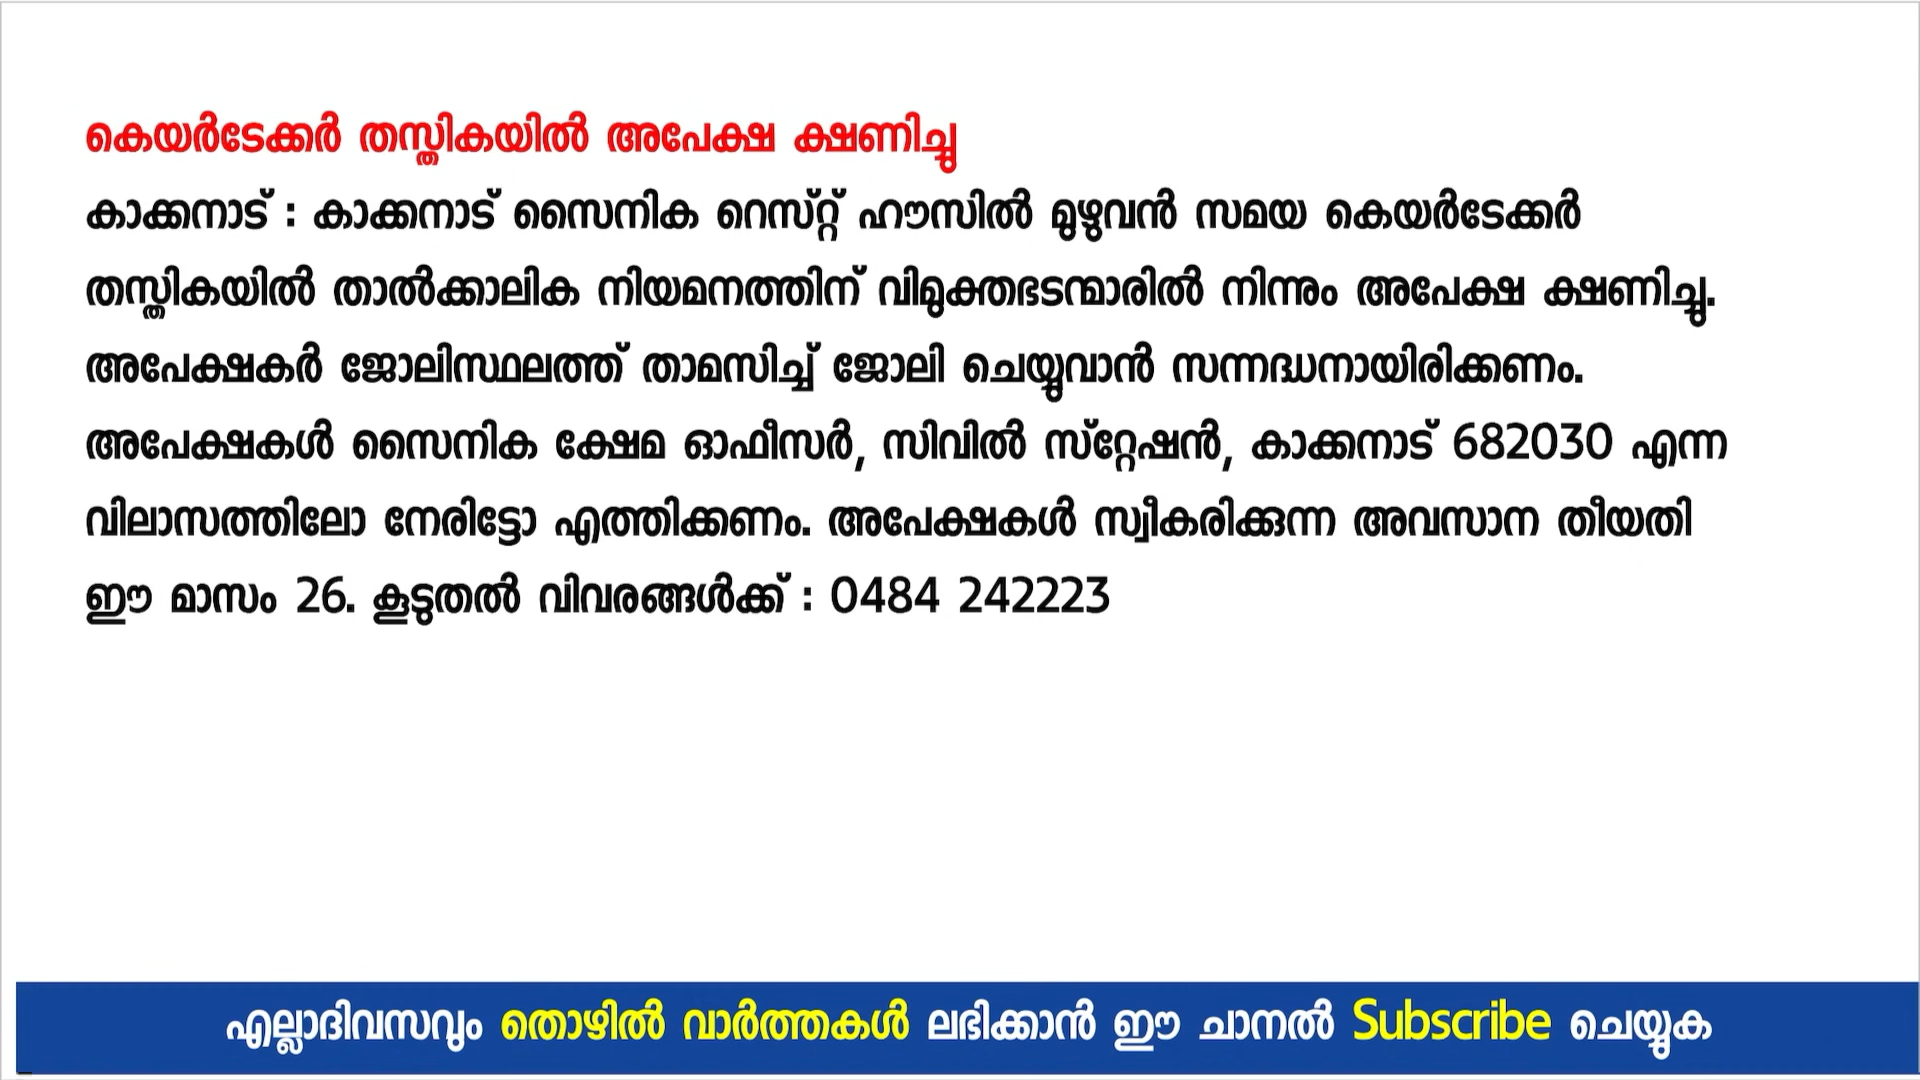 കെയർടേക്കർ തസ്തികയിൽ അപേക്ഷ ക്ഷണിച്ചു
കാക്കനാട് : കാക്കനാട് സൈനിക റെസ്റ്റ് ഹൗസിൽ മുഴുവൻ സമയ കെയർടേക്കർ
തസ്തികയിൽ താൽക്കാലിക നിയമനത്തിന് വിമുക്തഭടന്മാരിൽ നിന്നും അപേക്ഷ ക്ഷണിച്ചു.
അപേക്ഷകർ ജോലിസ്ഥലത്ത് താമസിച്ച് ജോലി ചെയ്യുവാൻ സന്നദ്ധനായിരിക്കണം.
അപേക്ഷകൾ സൈനിക ക്ഷേമ ഓഫീസർ, സിവിൽ സ്റ്റേഷൻ, കാക്കനാട് 682030 എന്ന
വിലാസത്തിലോ നേരിട്ടോ എത്തിക്കണം. അപേക്ഷകൾ സ്വീകരിക്കുന്ന അവസാന തീയതി
ഈ മാസം 26. കൂടുതൽ വിവരങ്ങൾക്ക് : 0484 242223
എല്ലാദിവസവും തൊഴിൽ വാർത്തകൾ ലഭിക്കാൻ ഈ ചാനൽ Subscribe ചെയ്യുക